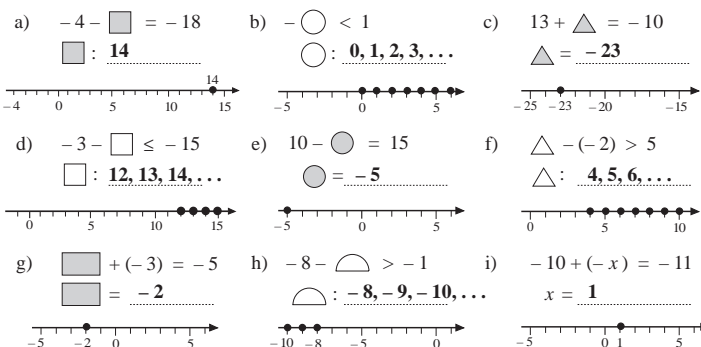 a) − 4 − = − 18
: 14
14
− 4 0 5 10 15
b) − < 1
: 0, 1, 2, 3, . . .
− 5 0 5
c) 13 + = − 10
= − 23
−25 −23 −20 −15
d) − 3 − ≤ − 15
: 12, 13, 14, . . .
0 5 10 15
e) 10 − = 15
= − 5
−5 0 5
f) − (− 2) > 5
: 4, 5, 6, . . .
0 5 10
g) + (− 3) = − 5
= − 2
−5 −2 0 5
h) − 8 − > − 1
: − 8, − 9, − 10, . . .
−10 −8 −5 0
i) − 10 + (− x ) = − 11
x = 1
−5 0 1 5